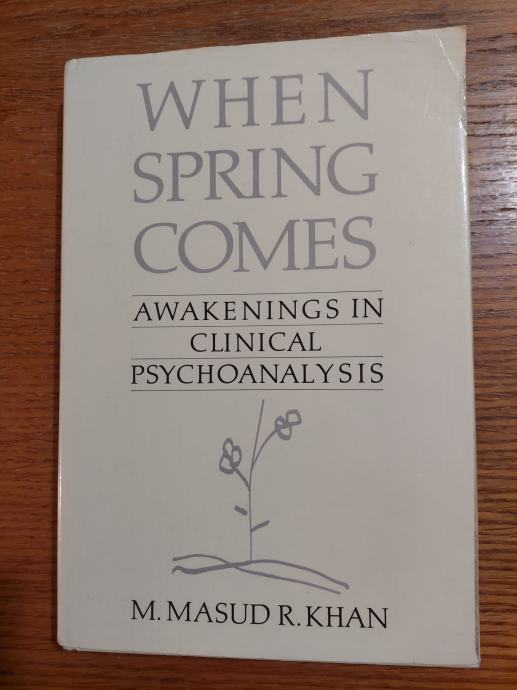 WHEN
SPRING
COMES
AWAKENINGS IN
CLINICAL
PSYCHOANALYSIS
M. MASUD R. KHAN